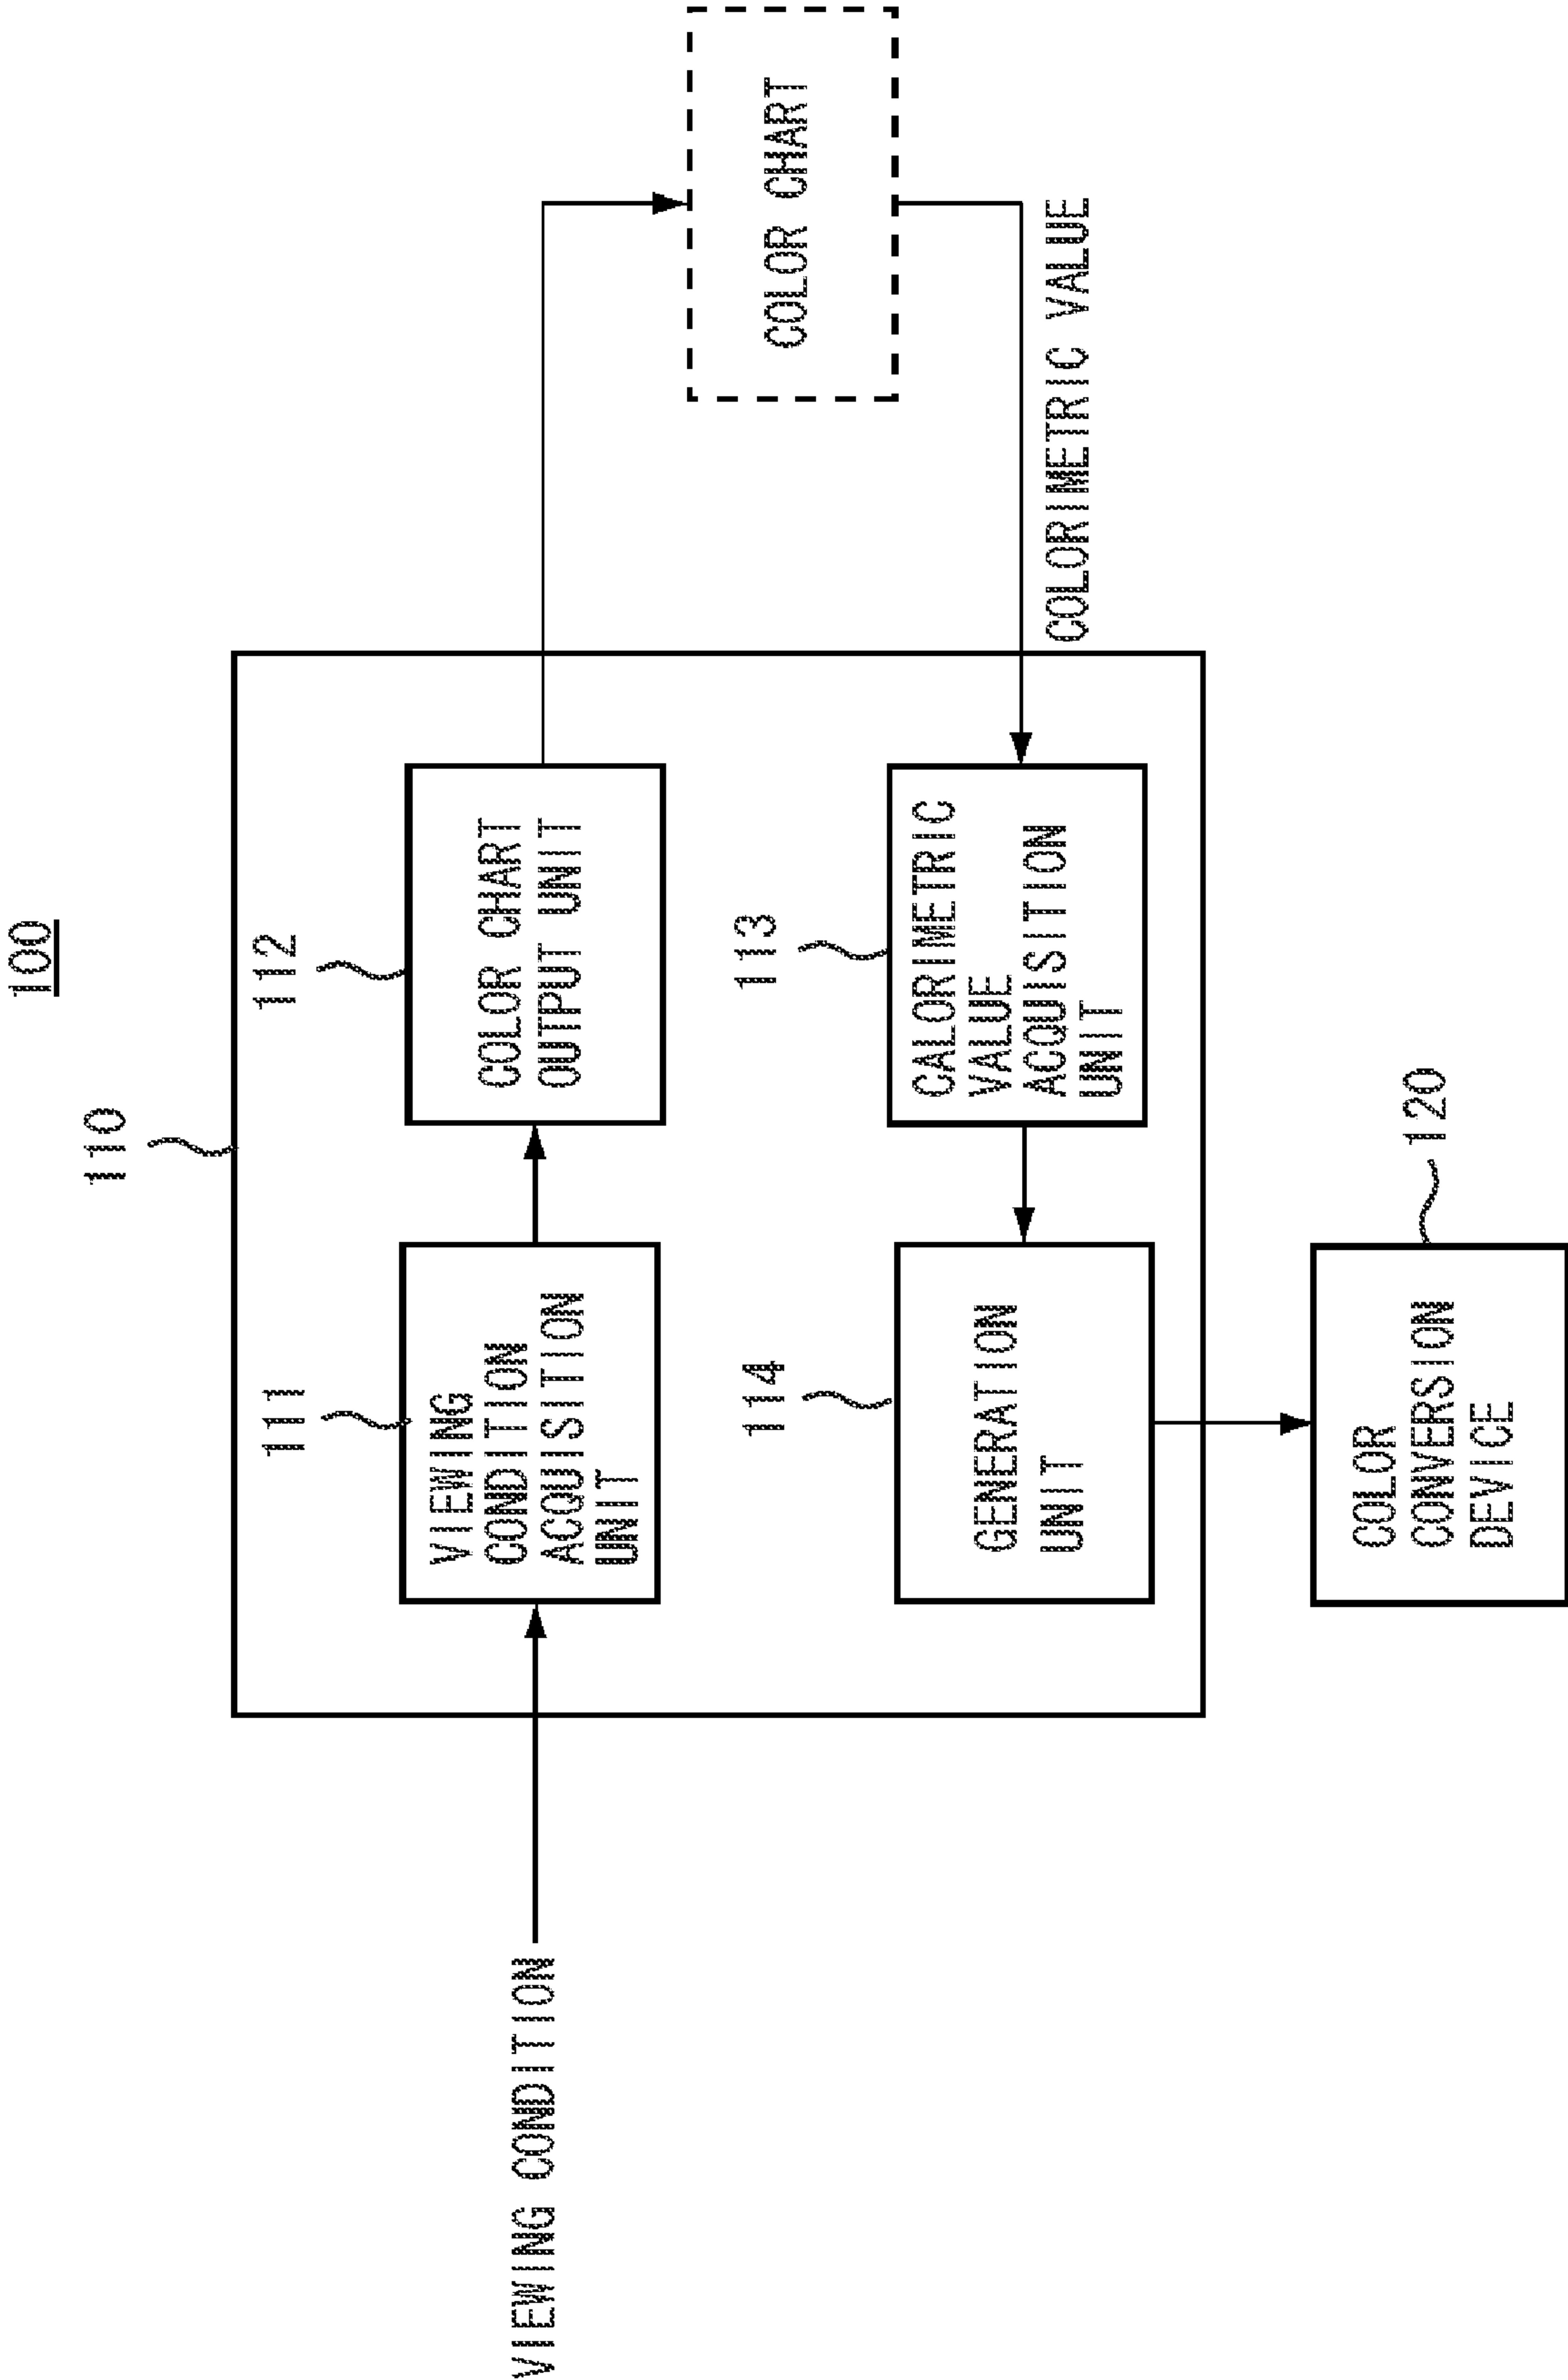 100
110
112
COLOR CHART
OUTPUT UNIT
111
VIEWING
CONDITION
ACQUISITION
UNIT
VIEWING CONDITION
COLOR CHART
COLORIMETRIC VALUE
113
CALORIMETRIC
VALUE
ACQUISITION
UNIT
114
GENERATION
UNIT
120
COLOR
CONVERSION
DEVICE